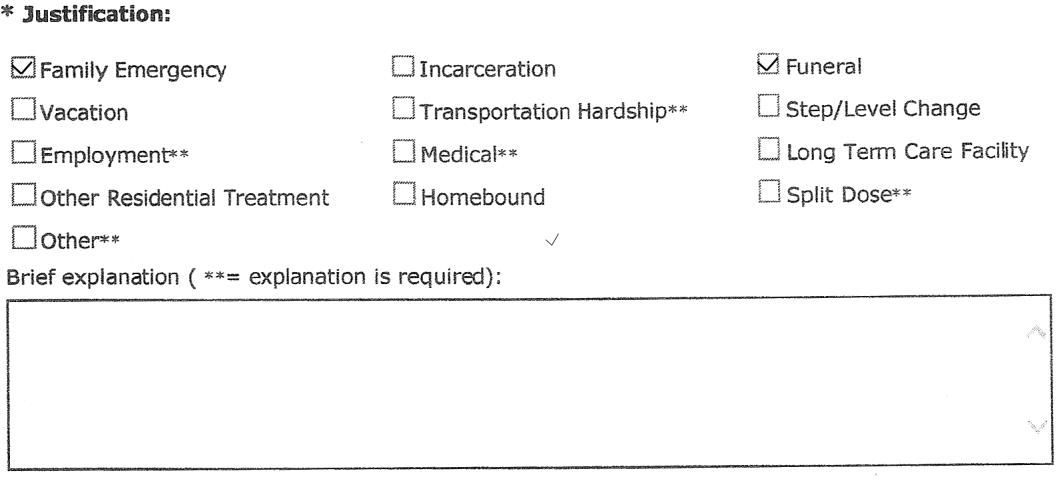 * Justification:
Family Emergency Incarceration Funeral
Vacation Transportation Hardship** Step/Level Change
Employment** Medical** Long Term Care Facility
Other Residential Treatment Homebound Split Dose**
Other**
Brief explanation ( **= explanation is required):